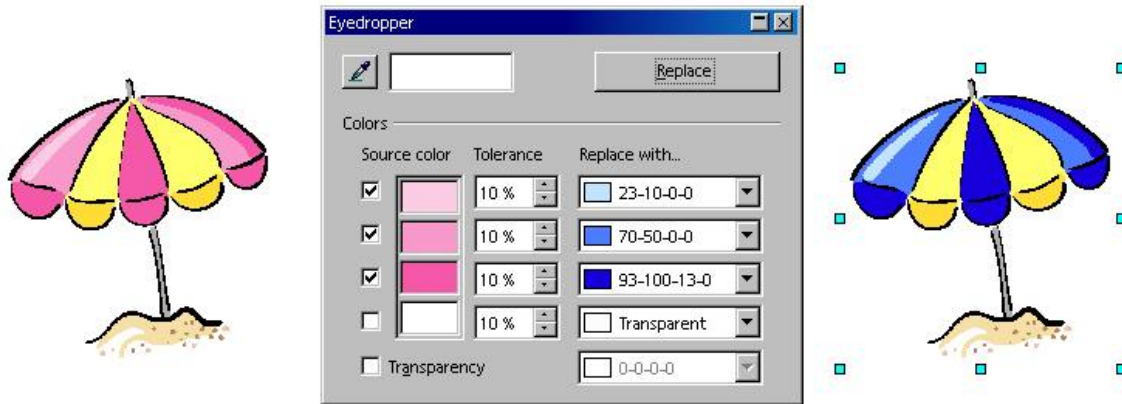 Eyedropper
Replace
Colors
Source color Tolerance Replace with...
10 % 23-10-0-0
10 % 70-50-0-0
10 % 93-100-13-0
10 % Transparent
Transparency 0-0-0-0